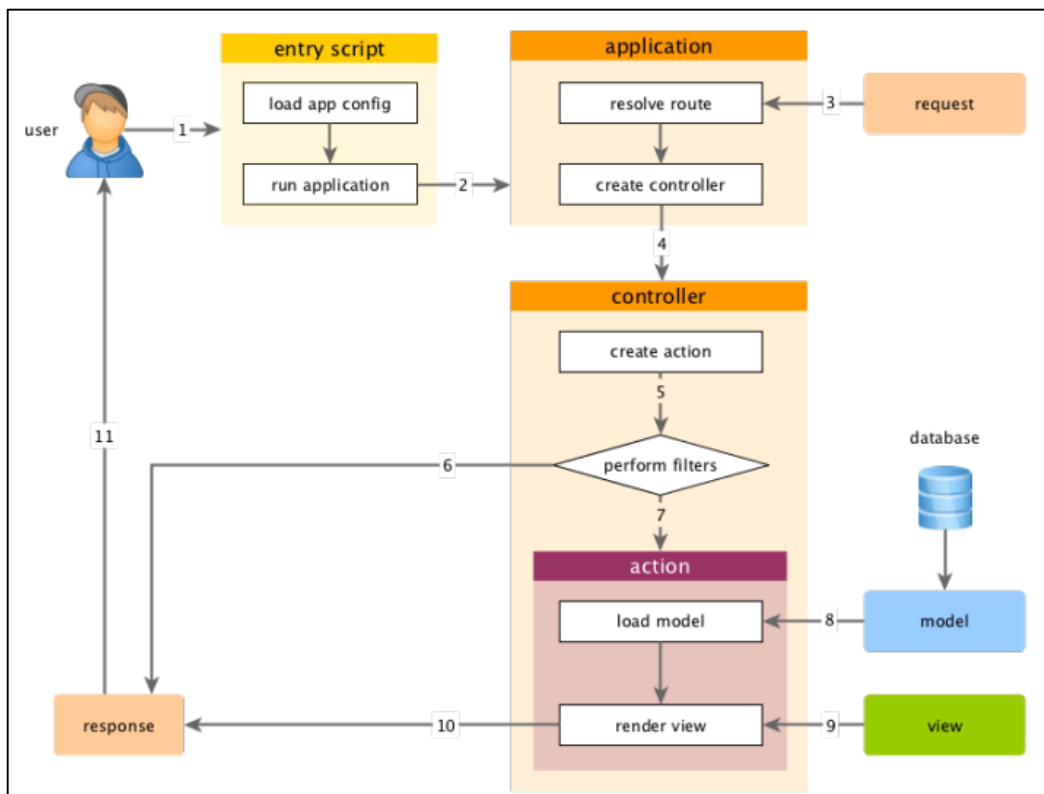 entry script
application
load app config
resolve route
3
request
user
1
run application
2
create controller
4
controller
create action
5
11
database
6
perform filters
7
action
load model
8
model
response
10
render view
9
view